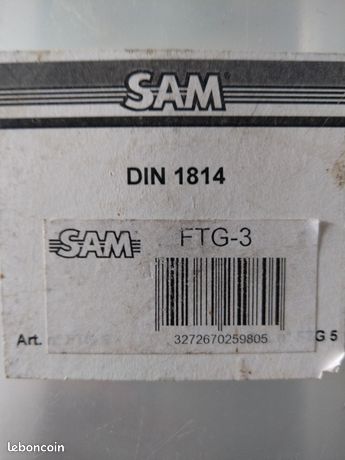 SAM
DIN 1814
SAM FTG-3
Art. G 5
3272670259805
leboncoin